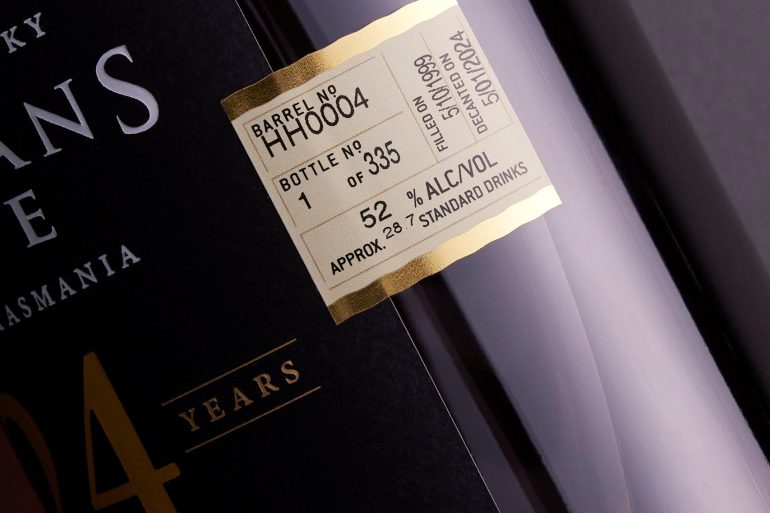 KY
ANS
E
TASMANIA
24
YEARS
BARREL Nº
HH0004
BOTTLE Nº
1 OF 335
FILLED ON
5/10/1999
DECANTED ON
5/01/2024
52 % ALC/VOL
APPROX. 28.7 STANDARD DRINKS